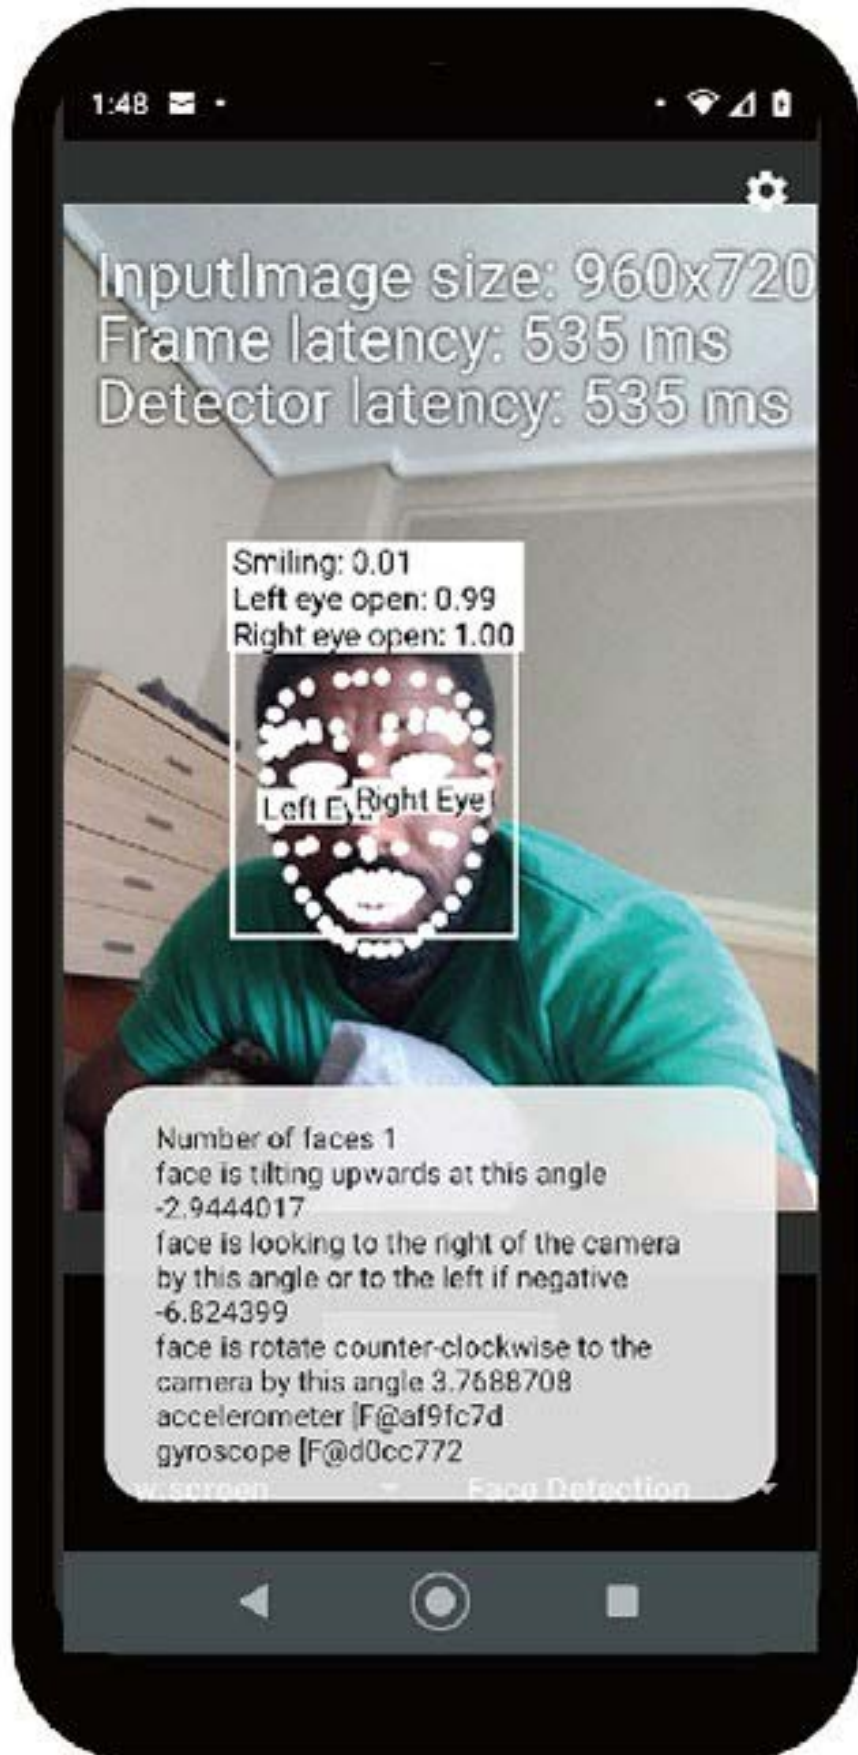 1:48
InputImage size: 960x720
Frame latency: 535 ms
Detector latency: 535 ms
Smiling: 0.01
Left eye open: 0.99
Right eye open: 1.00
Left Ey
Right Eye
Number of faces 1
face is tilting upwards at this angle
-2.9444017
face is looking to the right of the camera
by this angle or to the left if negative
-6.824399
face is rotate counter-clockwise to the
camera by this angle 3.7688708
accelerometer [F@af9fc7d
gyroscope [F@d0cc772
w.screen
Face Detection